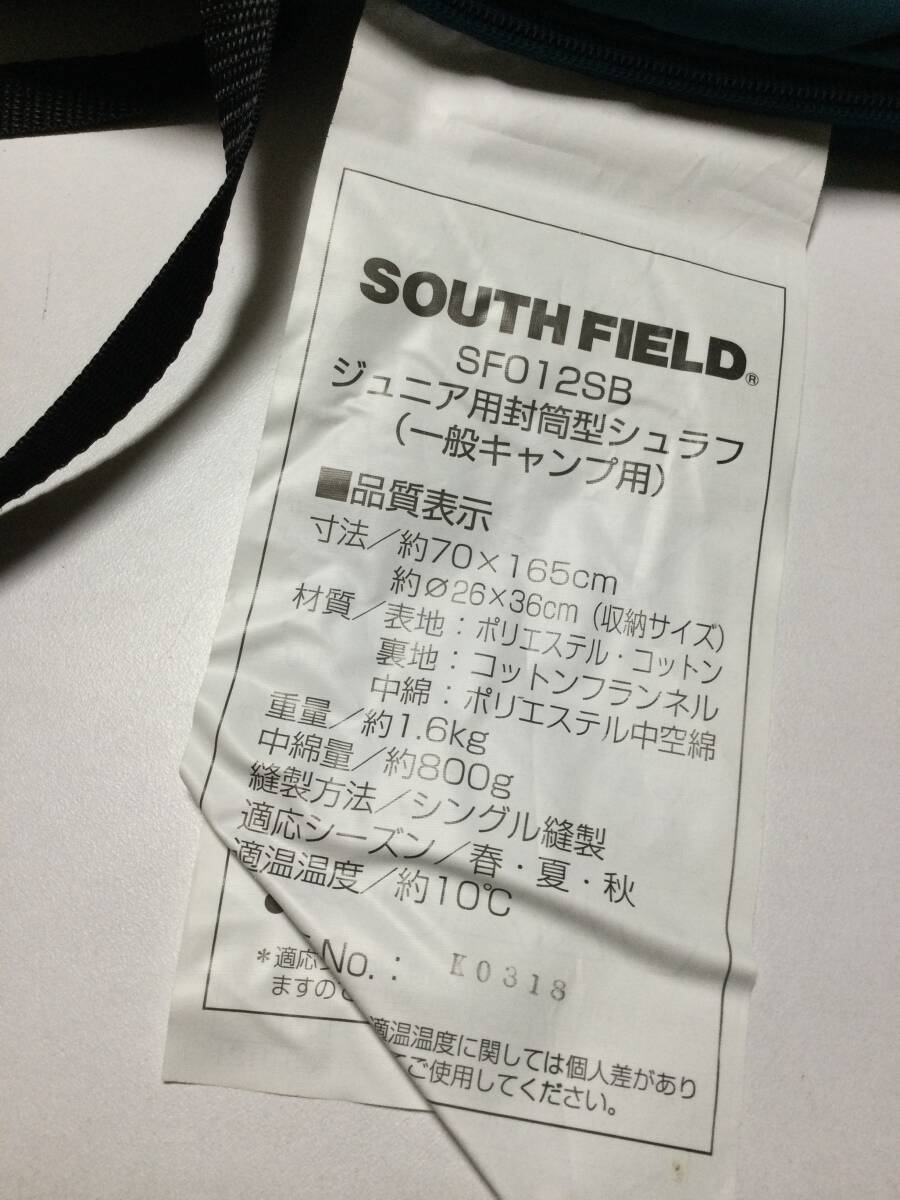 SOUTH FIELD®
SF012SB
ジュニア用封筒型シュラフ
(一般キャンプ用)
■品質表示
寸法/約70×165cm
約ø26×36cm (収納サイズ)
材質/表地:ポリエステル・コットン
裏地:コットンフランネル
中綿:ポリエステル中空綿
重量/約1.6kg
中綿量/約800g
縫製方法/シングル縫製
適応シーズン/春・夏・秋
適温温度/約10℃
No.: K0318
*適応 適温温度に関しては個人差があり
ますので てご使用してください。